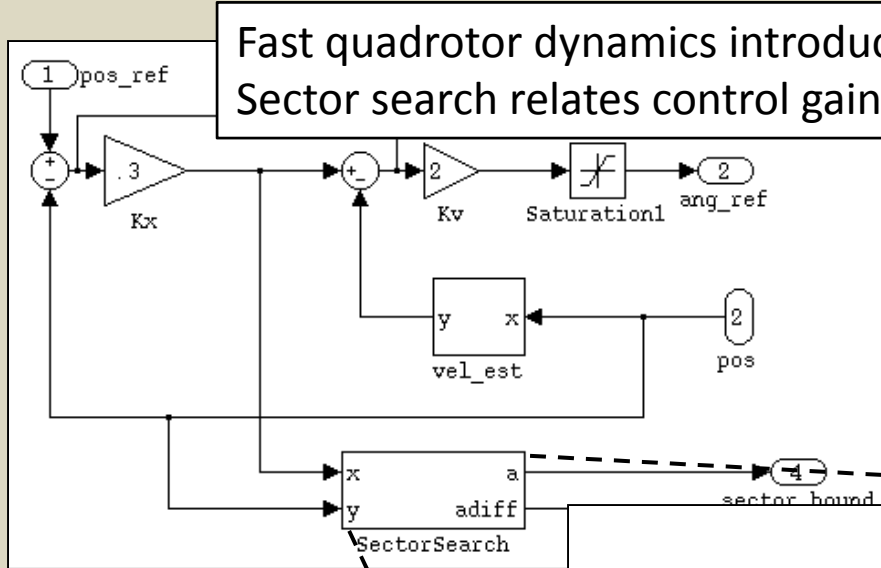 Fast quadrotor dynamics
Sector search relates control gain
1
pos_ref
.3
Kx
2
Kv
Saturation1
2
ang_ref
y x
vel_est
2
pos
x a
y adiff
SectorSearch
4
sector_bound